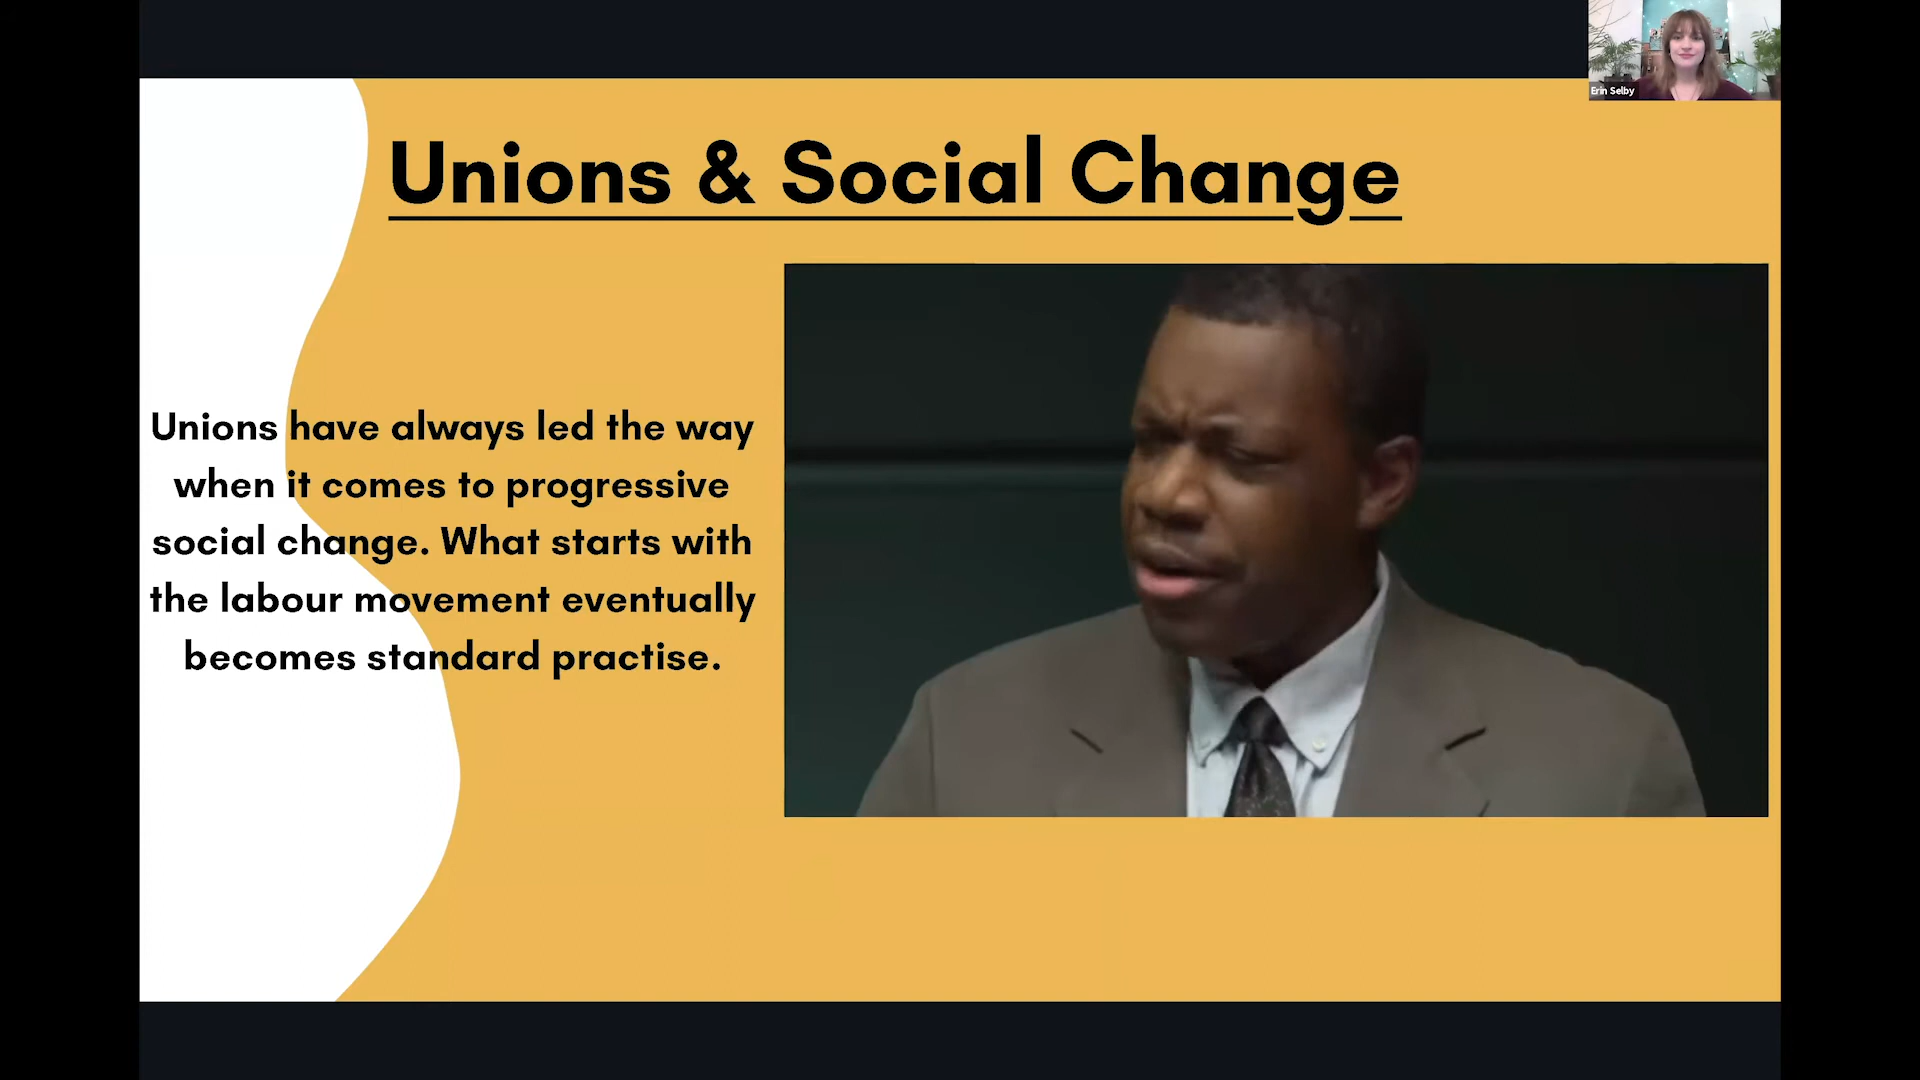 Erin Selby
Unions & Social Change
Unions have always led the way
when it comes to progressive
social change. What starts with
the labour movement eventually
becomes standard practise.